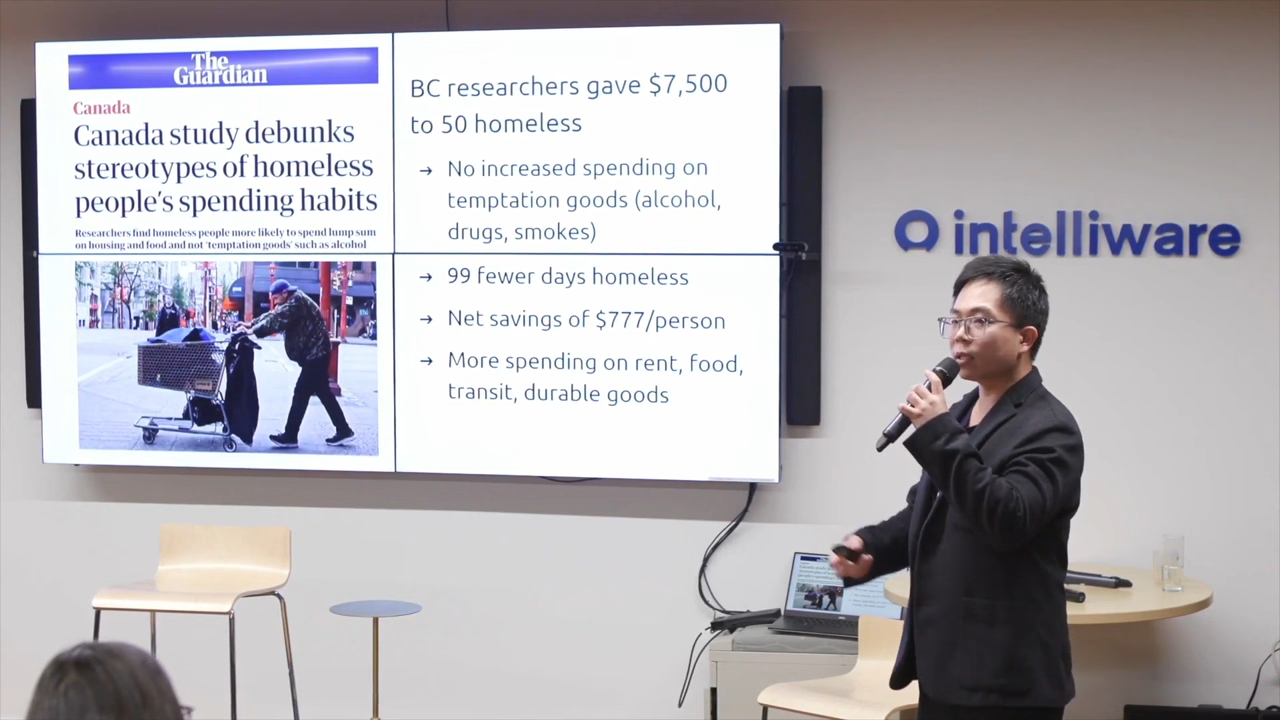 The
Guardian
Canada
Canada study debunks
stereotypes of homeless
people's spending habits
Researchers find homeless people more likely to spend lump sum
on housing and food and not 'temptation goods' such as alcohol
BC researchers gave $7,500
to 50 homeless
→ No increased spending on
temptation goods (alcohol,
drugs, smokes)
→ 99 fewer days homeless
→ Net savings of $777/person
→ More spending on rent, food,
transit, durable goods
intelliware